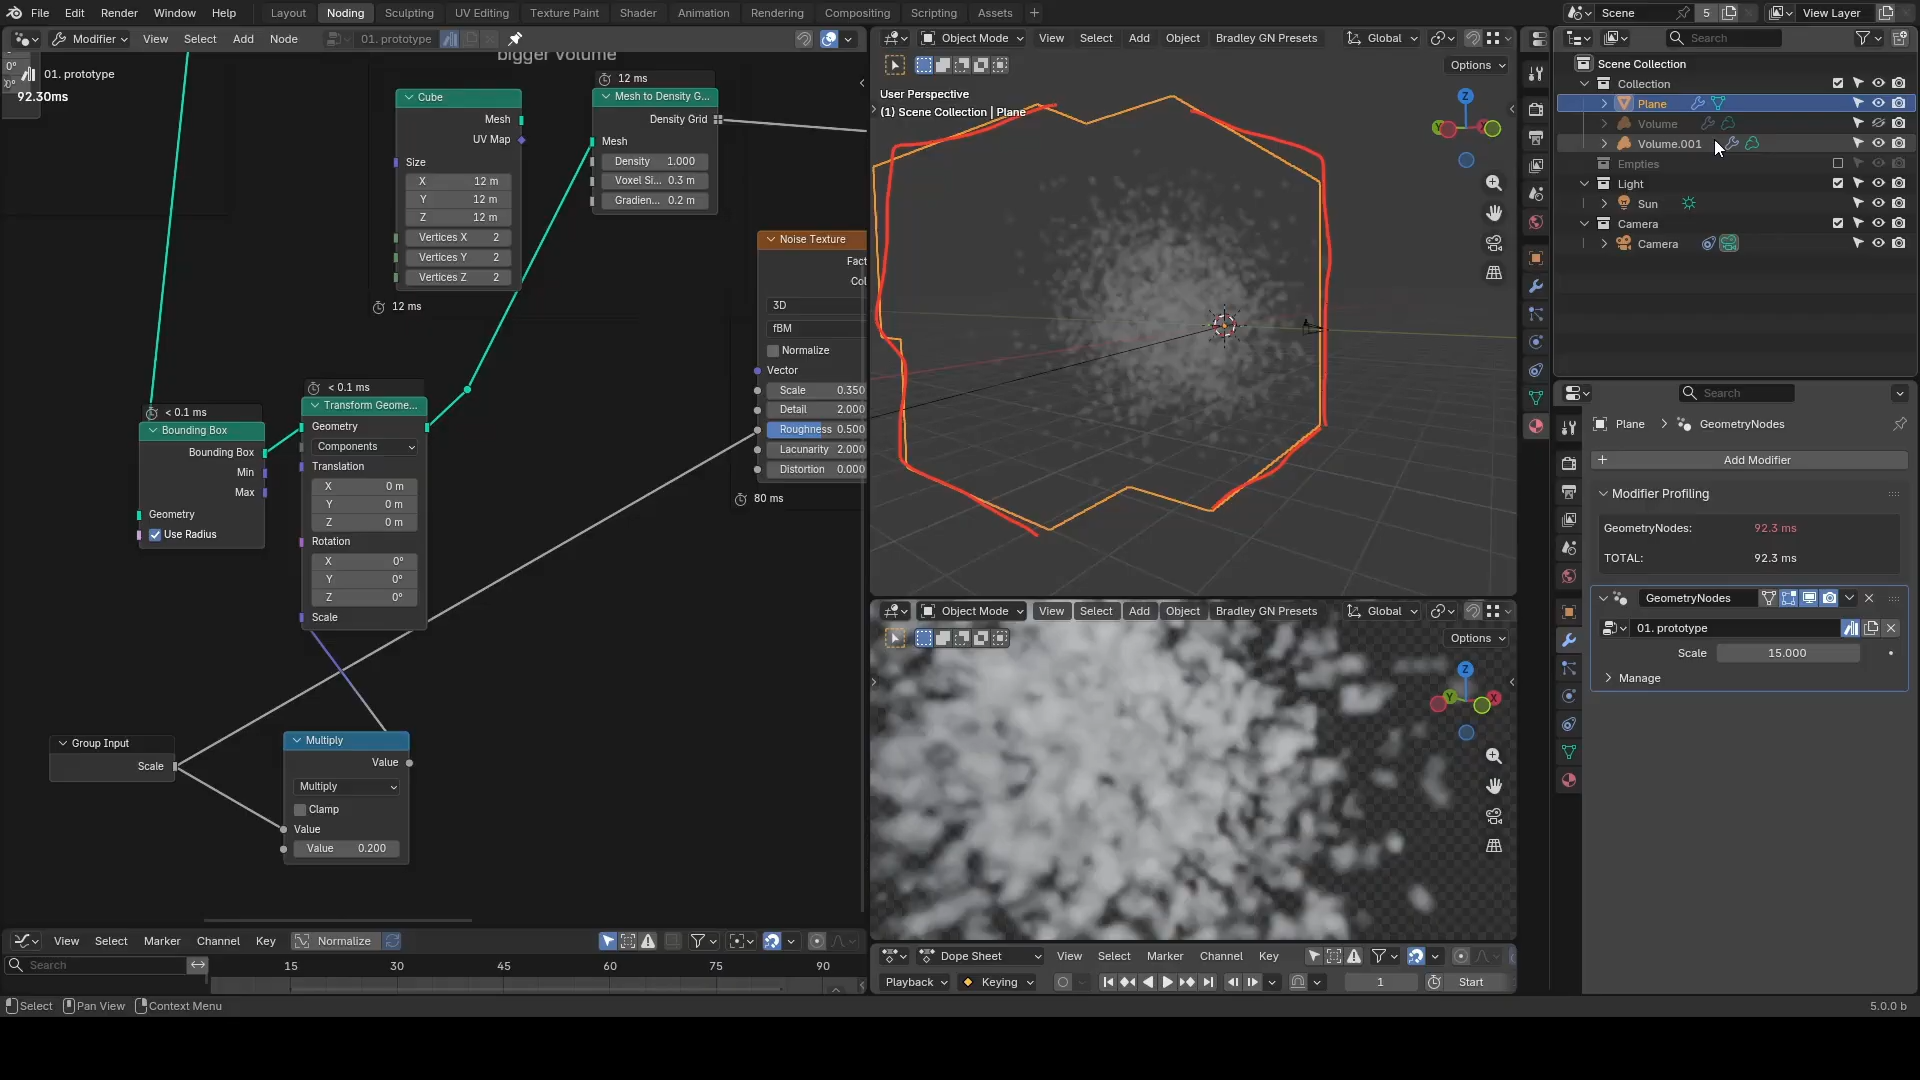 File Edit Render Window Help Layout Noding Sculpting UV Editing Texture Paint Shader Animation Rendering Compositing Scripting Assets + Scene 5 View Layer
Modifier View Select Add Node 01. prototype
bigger volume
0°
0°
01. prototype
92.30ms
12 ms
Cube
Mesh
UV Map
Size
X 12 m
Y 12 m
Z 12 m
Vertices X 2
Vertices Y 2
Vertices Z 2
12 ms
Mesh to Density G...
Density Grid
Mesh
Density 1.000
Voxel Si... 0.3 m
Gradien... 0.2 m
Noise Texture
Fact
Col
3D
fBM
Normalize
Vector
Scale 0.350
Detail 2.000
Roughness 0.500
Lacunarity 2.000
Distortion 0.000
80 ms
< 0.1 ms
Bounding Box
Bounding Box
Min
Max
Geometry
Use Radius
< 0.1 ms
Transform Geome...
Geometry
Components
Translation
X 0 m
Y 0 m
Z 0 m
Rotation
X 0°
Y 0°
Z 0°
Scale
Group Input
Scale
Multiply
Value
Multiply
Clamp
Value
Value 0.200
View Select Marker Channel Key Normalize
Search
15 30 45 60 75 90
Select Pan View Context Menu
Object Mode View Select Add Object Bradley GN Presets Global
Options
User Perspective
(1) Scene Collection | Plane
Z
Y
X
Object Mode View Select Add Object Bradley GN Presets Global
Options
Z
Y
X
Dope Sheet View Select Marker Channel Key
Playback Keying 1 Start
Search
Scene Collection
Collection
Plane
Volume
Volume.001
Empties
Light
Sun
Camera
Camera
Search
Plane > GeometryNodes
+ Add Modifier
Modifier Profiling
GeometryNodes: 92.3 ms
TOTAL: 92.3 ms
GeometryNodes
01. prototype
Scale 15.000
Manage
5.0.0 b